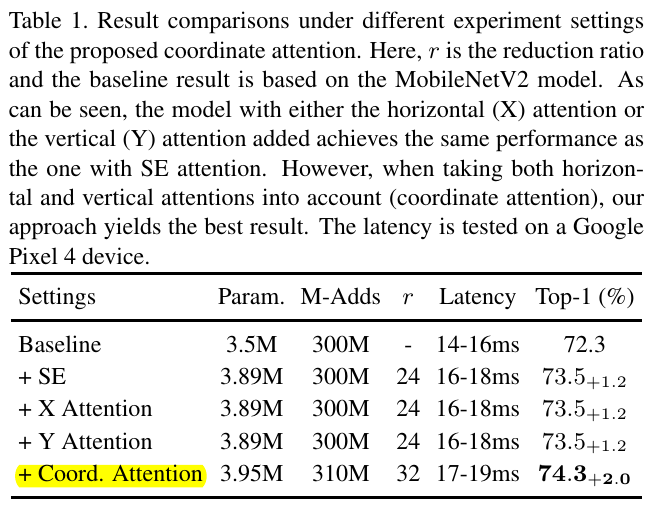 Table 1. Result comparisons under different experiment settings
of the proposed coordinate attention. Here, r is the reduction ratio
and the baseline result is based on the MobileNetV2 model. As
can be seen, the model with either the horizontal (X) attention or
the vertical (Y) attention added achieves the same performance as
the one with SE attention. However, when taking both horizon-
tal and vertical attentions into account (coordinate attention), our
approach yields the best result. The latency is tested on a Google
Pixel 4 device.
Settings Param. M-Adds r Latency Top-1 (%)
Baseline 3.5M 300M - 14-16ms 72.3
+ SE 3.89M 300M 24 16-18ms 73.5+1.2
+ X Attention 3.89M 300M 24 16-18ms 73.5+1.2
+ Y Attention 3.89M 300M 24 16-18ms 73.5+1.2
+ Coord. Attention 3.95M 310M 32 17-19ms 74.3+2.0